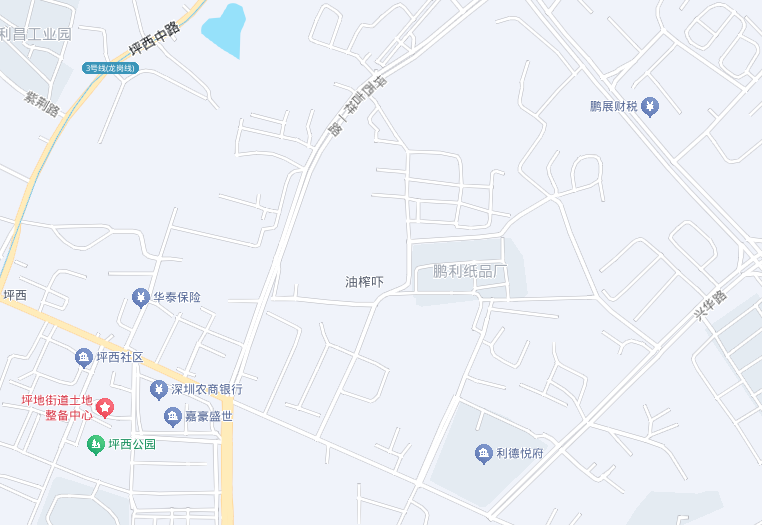 利昌工业园
坪西中路
3号线(龙岗线)
紫荆路
坪西吉祥一路
鹏展财税
鹏利纸品厂
油榨吓
坪西
华泰保险
兴华路
坪西社区
深圳农商银行
坪地街道土地
整备中心
嘉豪盛世
坪西公园
利德悦府